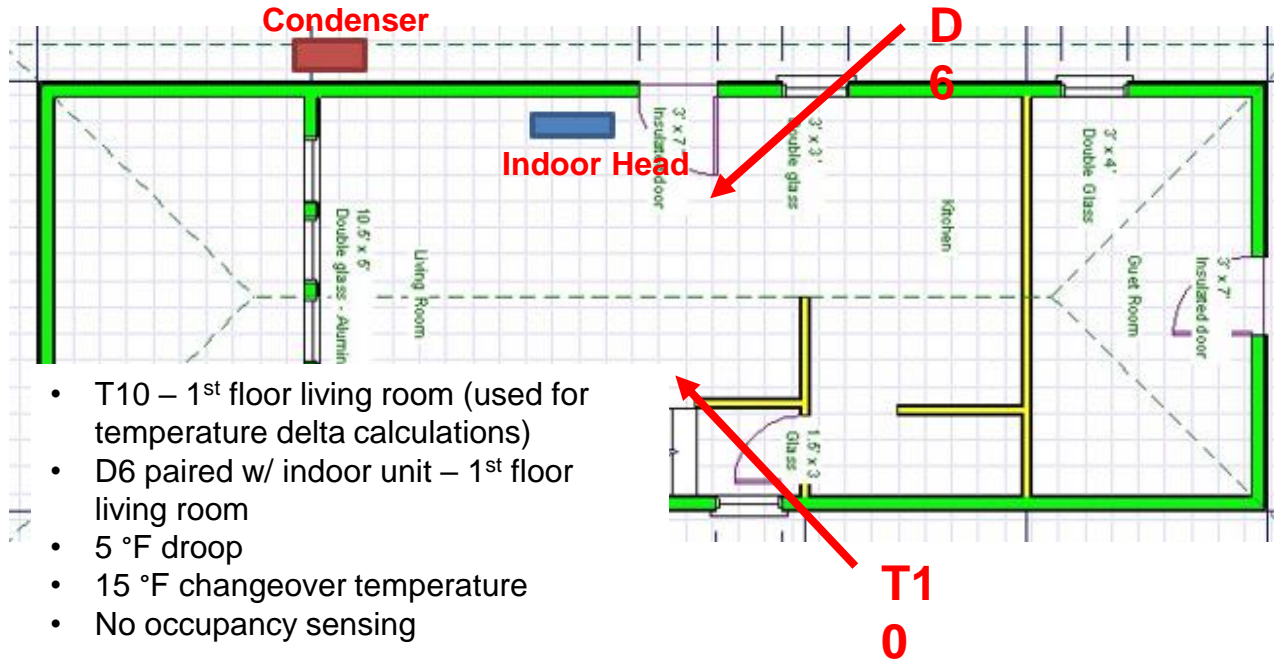 Condenser
D
6
Indoor Head
3' x 7'
Insulated door
3' x 3'
Double glass
3' x 4'
Double Glass
Kitchen
10.5' x 5'
Double glass - Alumin
Living Room
Guet Room
3' x 7'
Insulated door
1.5' x 3
Glass
• T10 – 1st floor living room (used for
temperature delta calculations)
• D6 paired w/ indoor unit – 1st floor
living room
• 5 °F droop
• 15 °F changeover temperature
• No occupancy sensing
T1
0